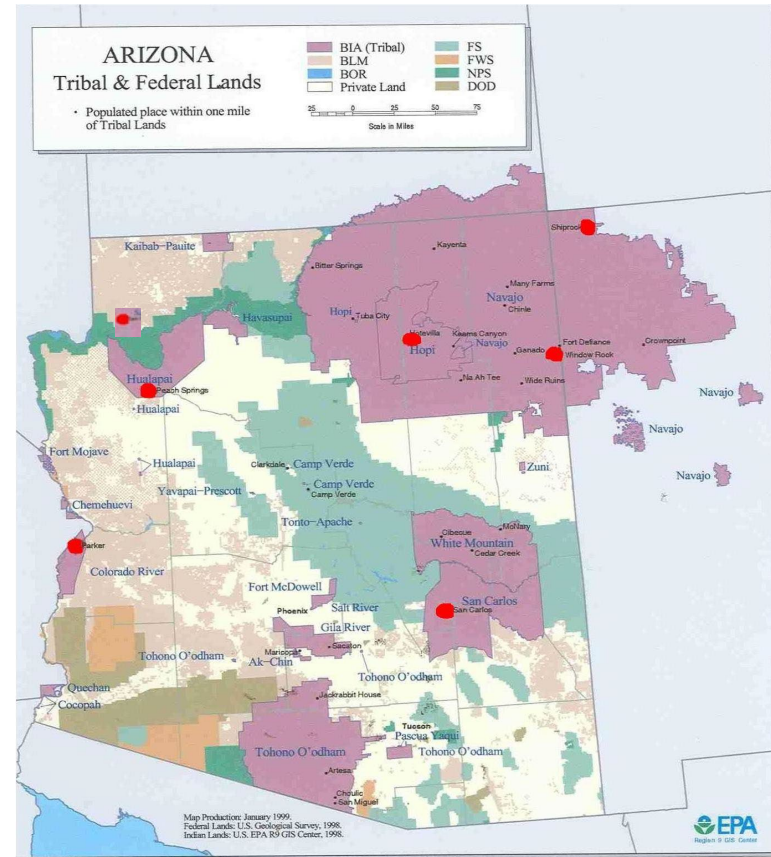 ARIZONA
Tribal & Federal Lands
· Populated place within one mile
of Tribal Lands
BIA (Tribal)
BLM
BOR
Private Land
FS
FWS
NPS
DOD
25 0 25 50 75
Scale in Miles
Kaibab-Pauite
Kayenta
Bitter Springs
Many Farms
Navajo
Chinle
Hopi
Tuba City
Havasupai
Keams Canyon
Hopi
Navajo
Ganado
Fort Defiance
Window Rock
Crownpoint
Na Ah Tee
Wide Ruins
Hualapai
Peach Springs
Hualapai
Navajo
Navajo
Navajo
Fort Mojave
Hualapai
Clarkdale
Camp Verde
Camp Verde
Camp Verde
Yavapai-Prescott
Zuni
Chemehuevi
Tonto-Apache
Cibecue
McNary
White Mountain
Cedar Creek
Parker
Colorado River
Fort McDowell
Phoenix
Salt River
San Carlos
San Carlos
Gila River
Maricopa
Sacaton
Tohono O'odham
Ak-Chin
Tohono O'odham
Jackrabbit House
Quechan
Cocopah
Tucson
Pascua Yaqui
Tohono O'odham
Tohono O'odham
Artesa
Choulic
San Miguel
Map Production: January 1999.
Federal Lands: U.S. Geological Survey, 1998.
Indian Lands: U.S. EPA R9 GIS Center, 1998.
EPA
Region 9 GIS Center